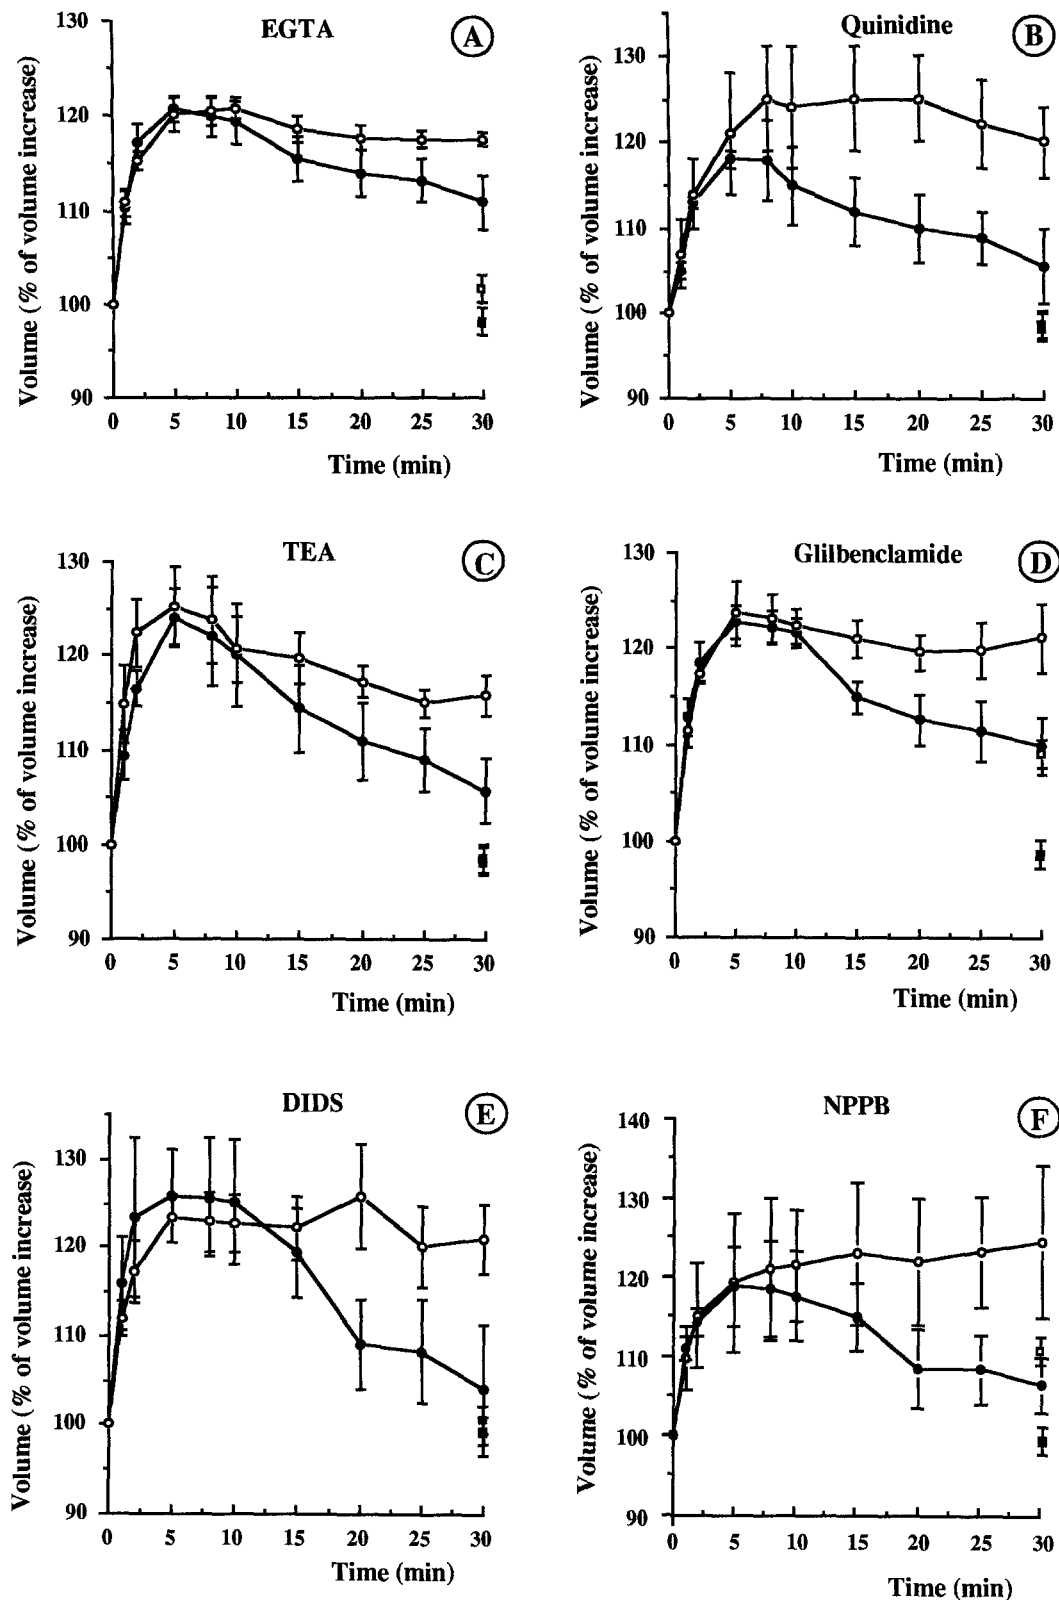 EGTA
A
Volume (% of volume increase)
130
120
110
100
90
0 5 10 15 20 25 30
Time (min)
Quinidine
B
Volume (% of volume increase)
130
120
110
100
90
0 5 10 15 20 25 30
Time (min)
TEA
C
Volume (% of volume increase)
130
120
110
100
90
0 5 10 15 20 25 30
Time (min)
Glilbenclamide
D
Volume (% of volume increase)
130
120
110
100
90
0 5 10 15 20 25 30
Time (min)
DIDS
E
Volume (% of volume increase)
130
120
110
100
90
0 5 10 15 20 25 30
Time (min)
NPPB
F
Volume (% of volume increase)
140
130
120
110
100
90
0 5 10 15 20 25 30
Time (min)